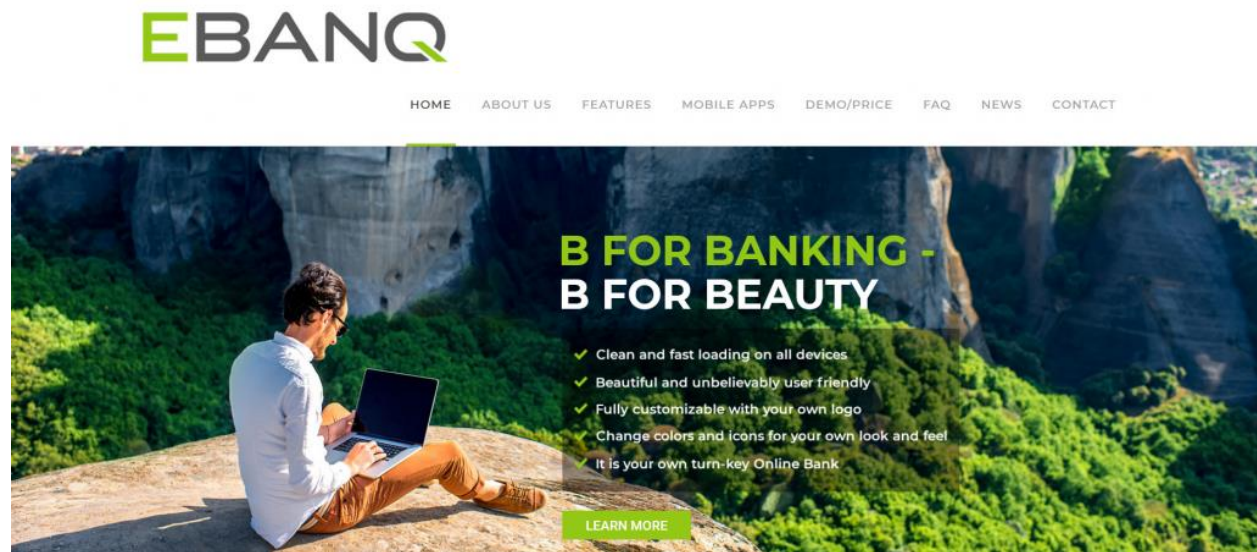 EBANQ
HOME ABOUT US FEATURES MOBILE APPS DEMO/PRICE FAQ NEWS CONTACT
B FOR BANKING -
B FOR BEAUTY
Clean and fast loading on all devices
Beautiful and unbelievably user friendly
Fully customizable with your own logo
Change colors and icons for your own look and feel
It is your own turn-key Online Bank
LEARN MORE